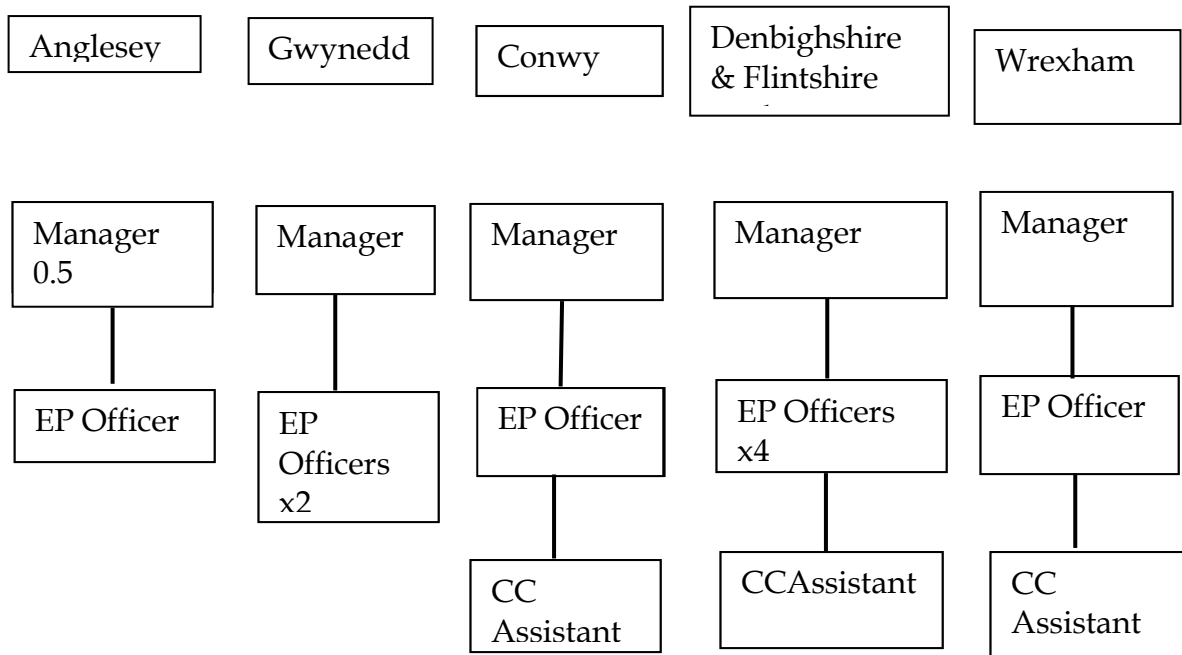 Anglesey
Gwynedd
Conwy
Denbighshire
& Flintshire
Wrexham
Manager
0.5
Manager
Manager
Manager
Manager
EP Officer
EP
Officers
x2
EP Officer
EP Officers
x4
EP Officer
CC
Assistant
CCAssistant
CC
Assistant